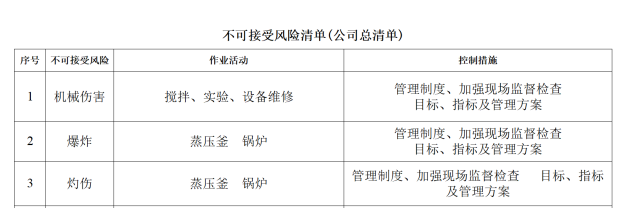 不可接受风险清单(公司总清单)
序号 不可接受风险 作业活动 控制措施
1 机械伤害 搅拌、实验、设备维修 管理制度、加强现场监督检查
目标、指标及管理方案
2 爆炸 蒸压釜 锅炉 管理制度、加强现场监督检查
目标、指标及管理方案
3 灼伤 蒸压釜 锅炉 管理制度、加强现场监督检查 目标、指标
及管理方案